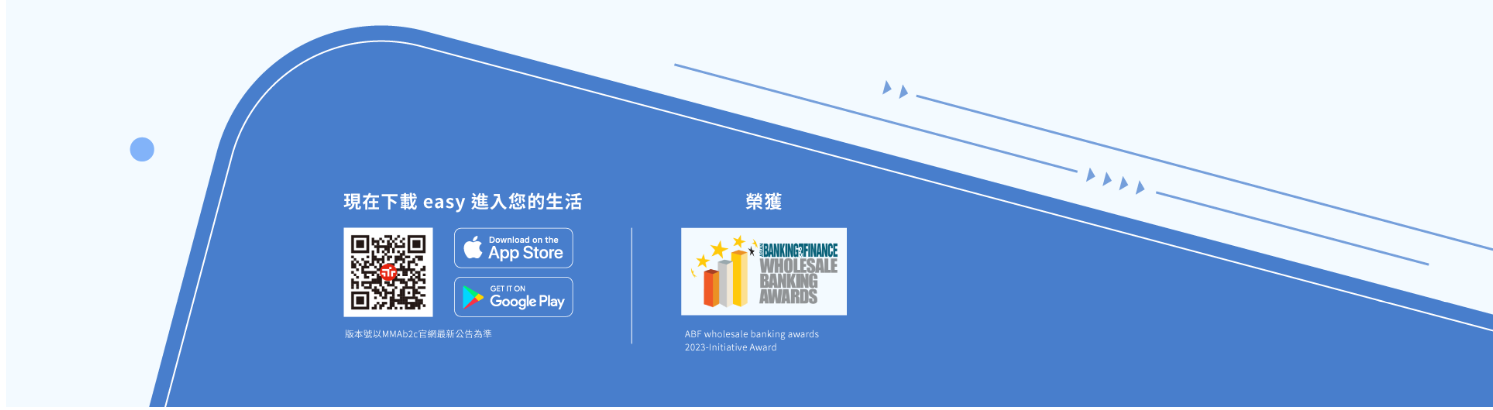 現在下載 easy 進入您的生活
Download on the
App Store
GET IT ON
Google Play
版本號以MMAb2c官網最新公告為準
榮獲
ASIAN BANKING & FINANCE
WHOLESALE
BANKING
AWARDS
ABF wholesale banking awards
2023-Initiative Award